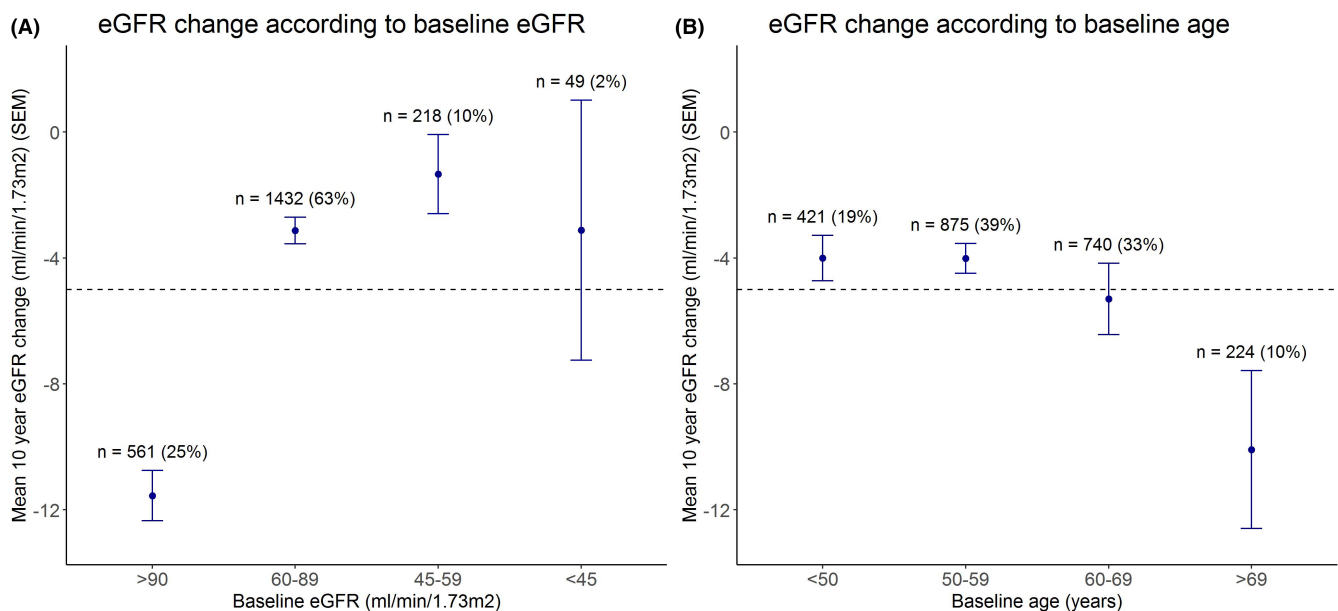 (A) eGFR change according to baseline eGFR
Mean 10 year eGFR change (ml/min/1.73m2) (SEM)
0
-4
-8
-12
n = 561 (25%)
n = 1432 (63%)
n = 218 (10%)
n = 49 (2%)
>90 60-89 45-59 <45
Baseline eGFR (ml/min/1.73m2)
(B) eGFR change according to baseline age
Mean 10 year eGFR change (ml/min/1.73m2) (SEM)
0
-4
-8
-12
n = 421 (19%)
n = 875 (39%)
n = 740 (33%)
n = 224 (10%)
<50 50-59 60-69 >69
Baseline age (years)